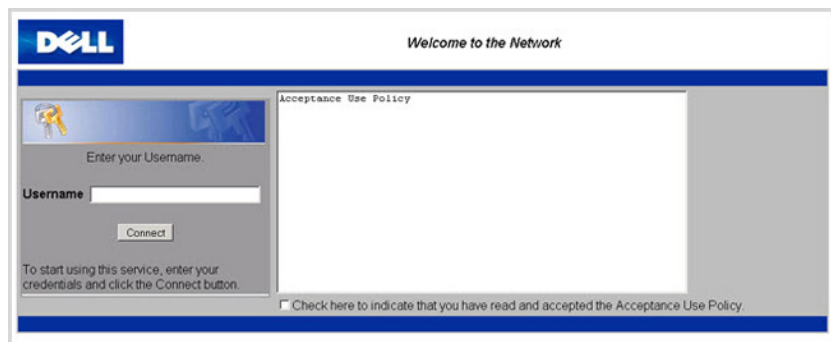 DELL
Welcome to the Network
Enter your Username.
Username
Connect
To start using this service, enter your
credentials and click the Connect button.
Acceptance Use Policy
Check here to indicate that you have read and accepted the Acceptance Use Policy.